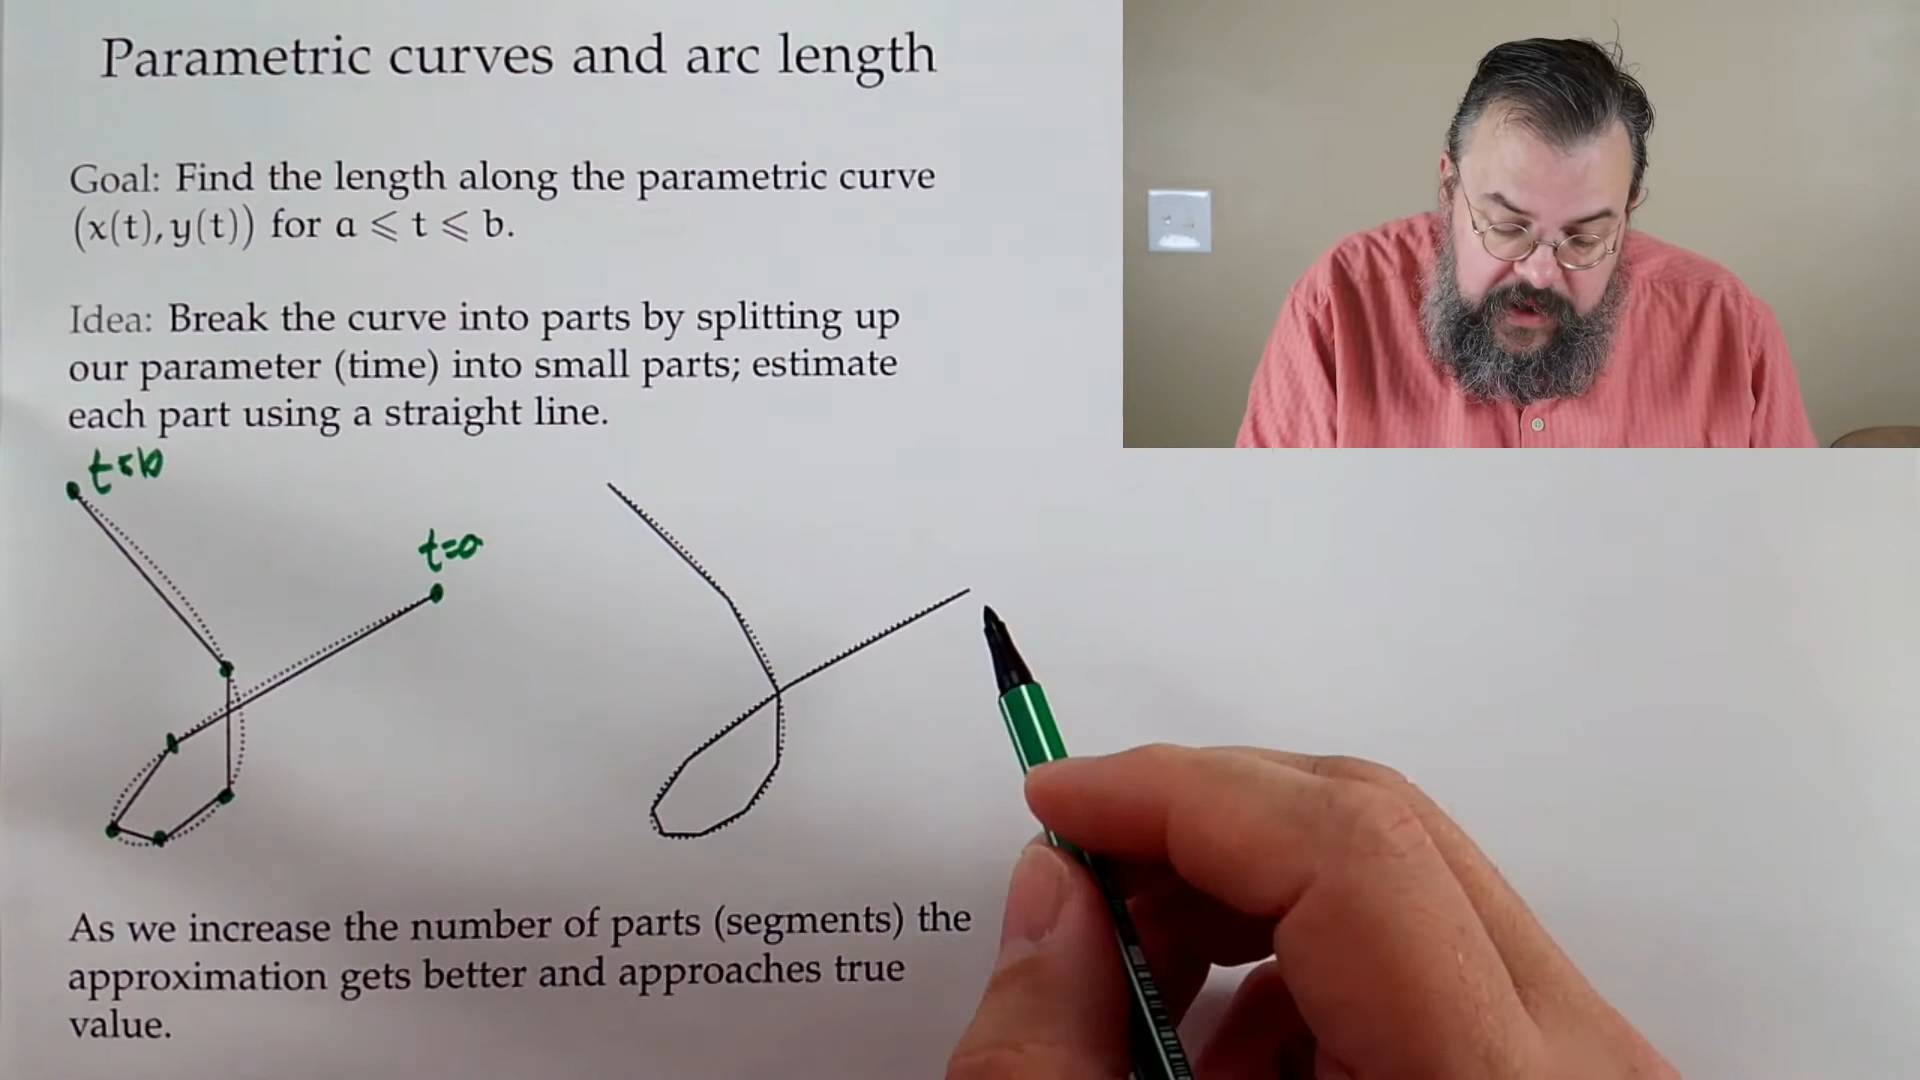 Parametric curves and arc length
Goal: Find the length along the parametric curve
(x(t), y(t)) for a ⩽ t ⩽ b.
Idea: Break the curve into parts by splitting up
our parameter (time) into small parts; estimate
each part using a straight line.
t=b
t=a
As we increase the number of parts (segments) the
approximation gets better and approaches true
value.